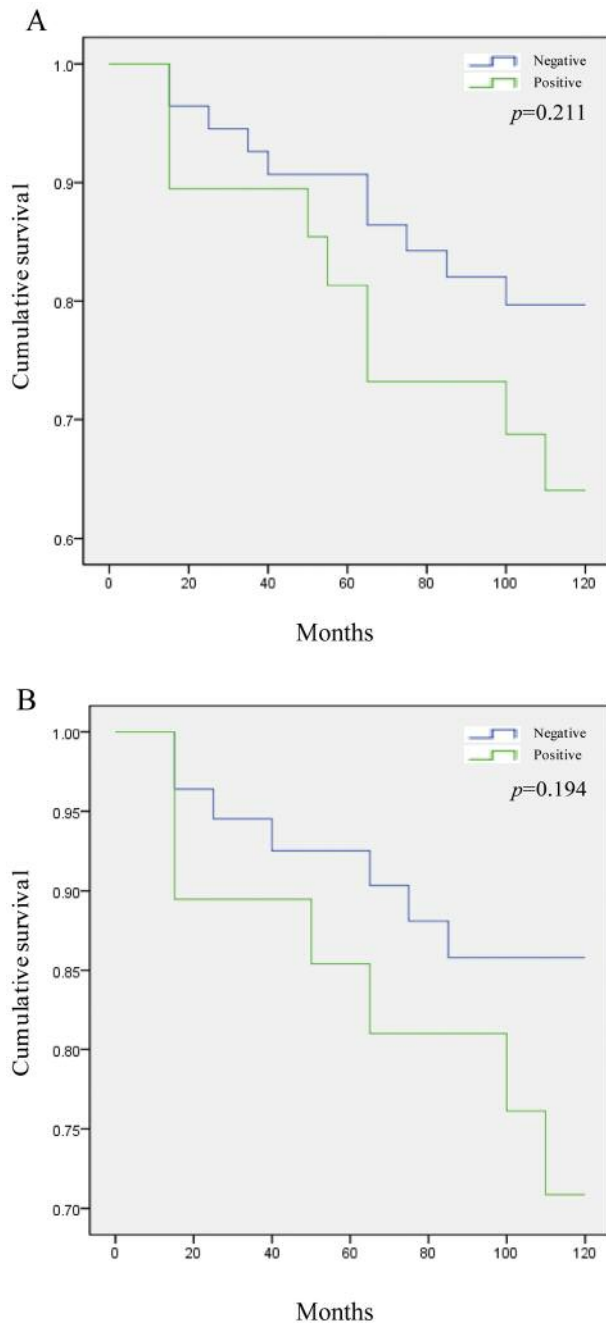 A
Negative
Positive
p=0.211
1.0
0.9
0.8
0.7
0.6
Cumulative survival
0 20 40 60 80 100 120
Months
B
Negative
Positive
p=0.194
1.00
0.95
0.90
0.85
0.80
0.75
0.70
Cumulative survival
0 20 40 60 80 100 120
Months